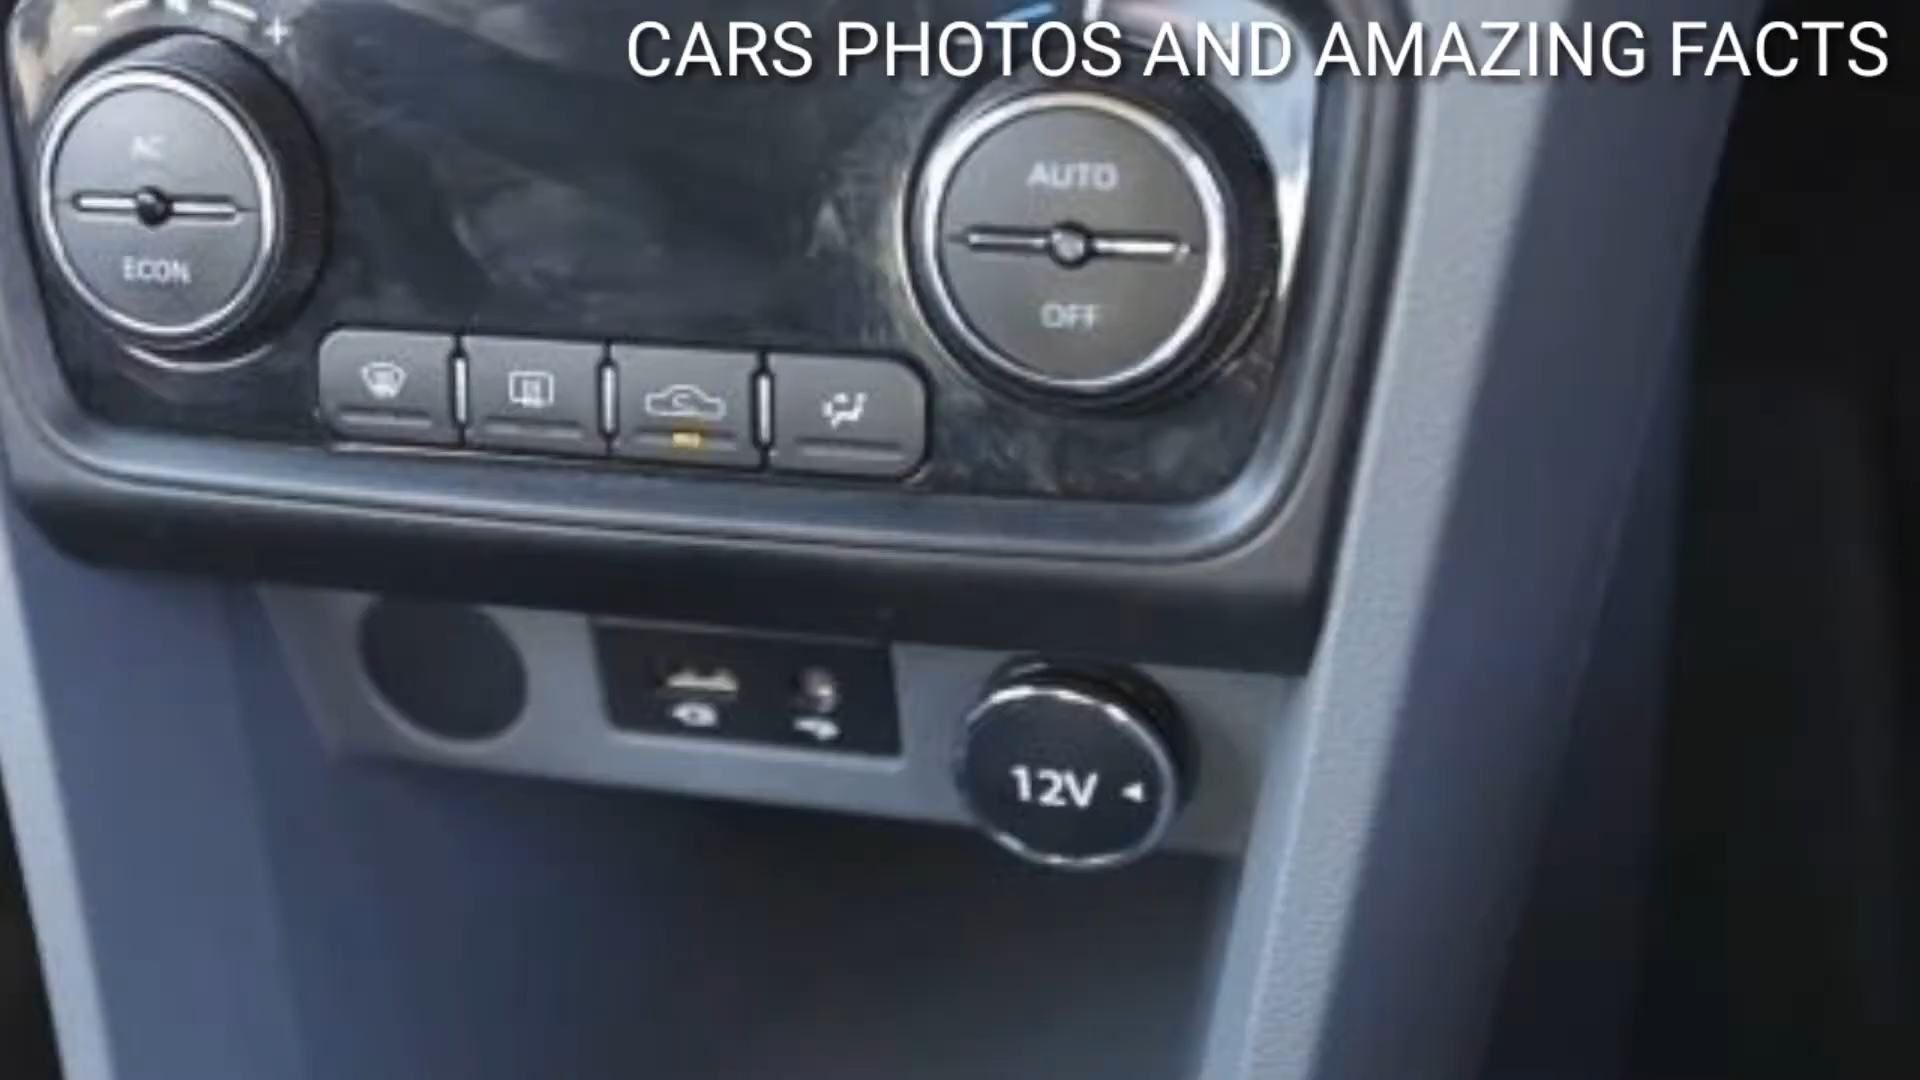 CARS PHOTOS AND AMAZING FACTS
- +
AC
AUTO
ECON
OFF
12V